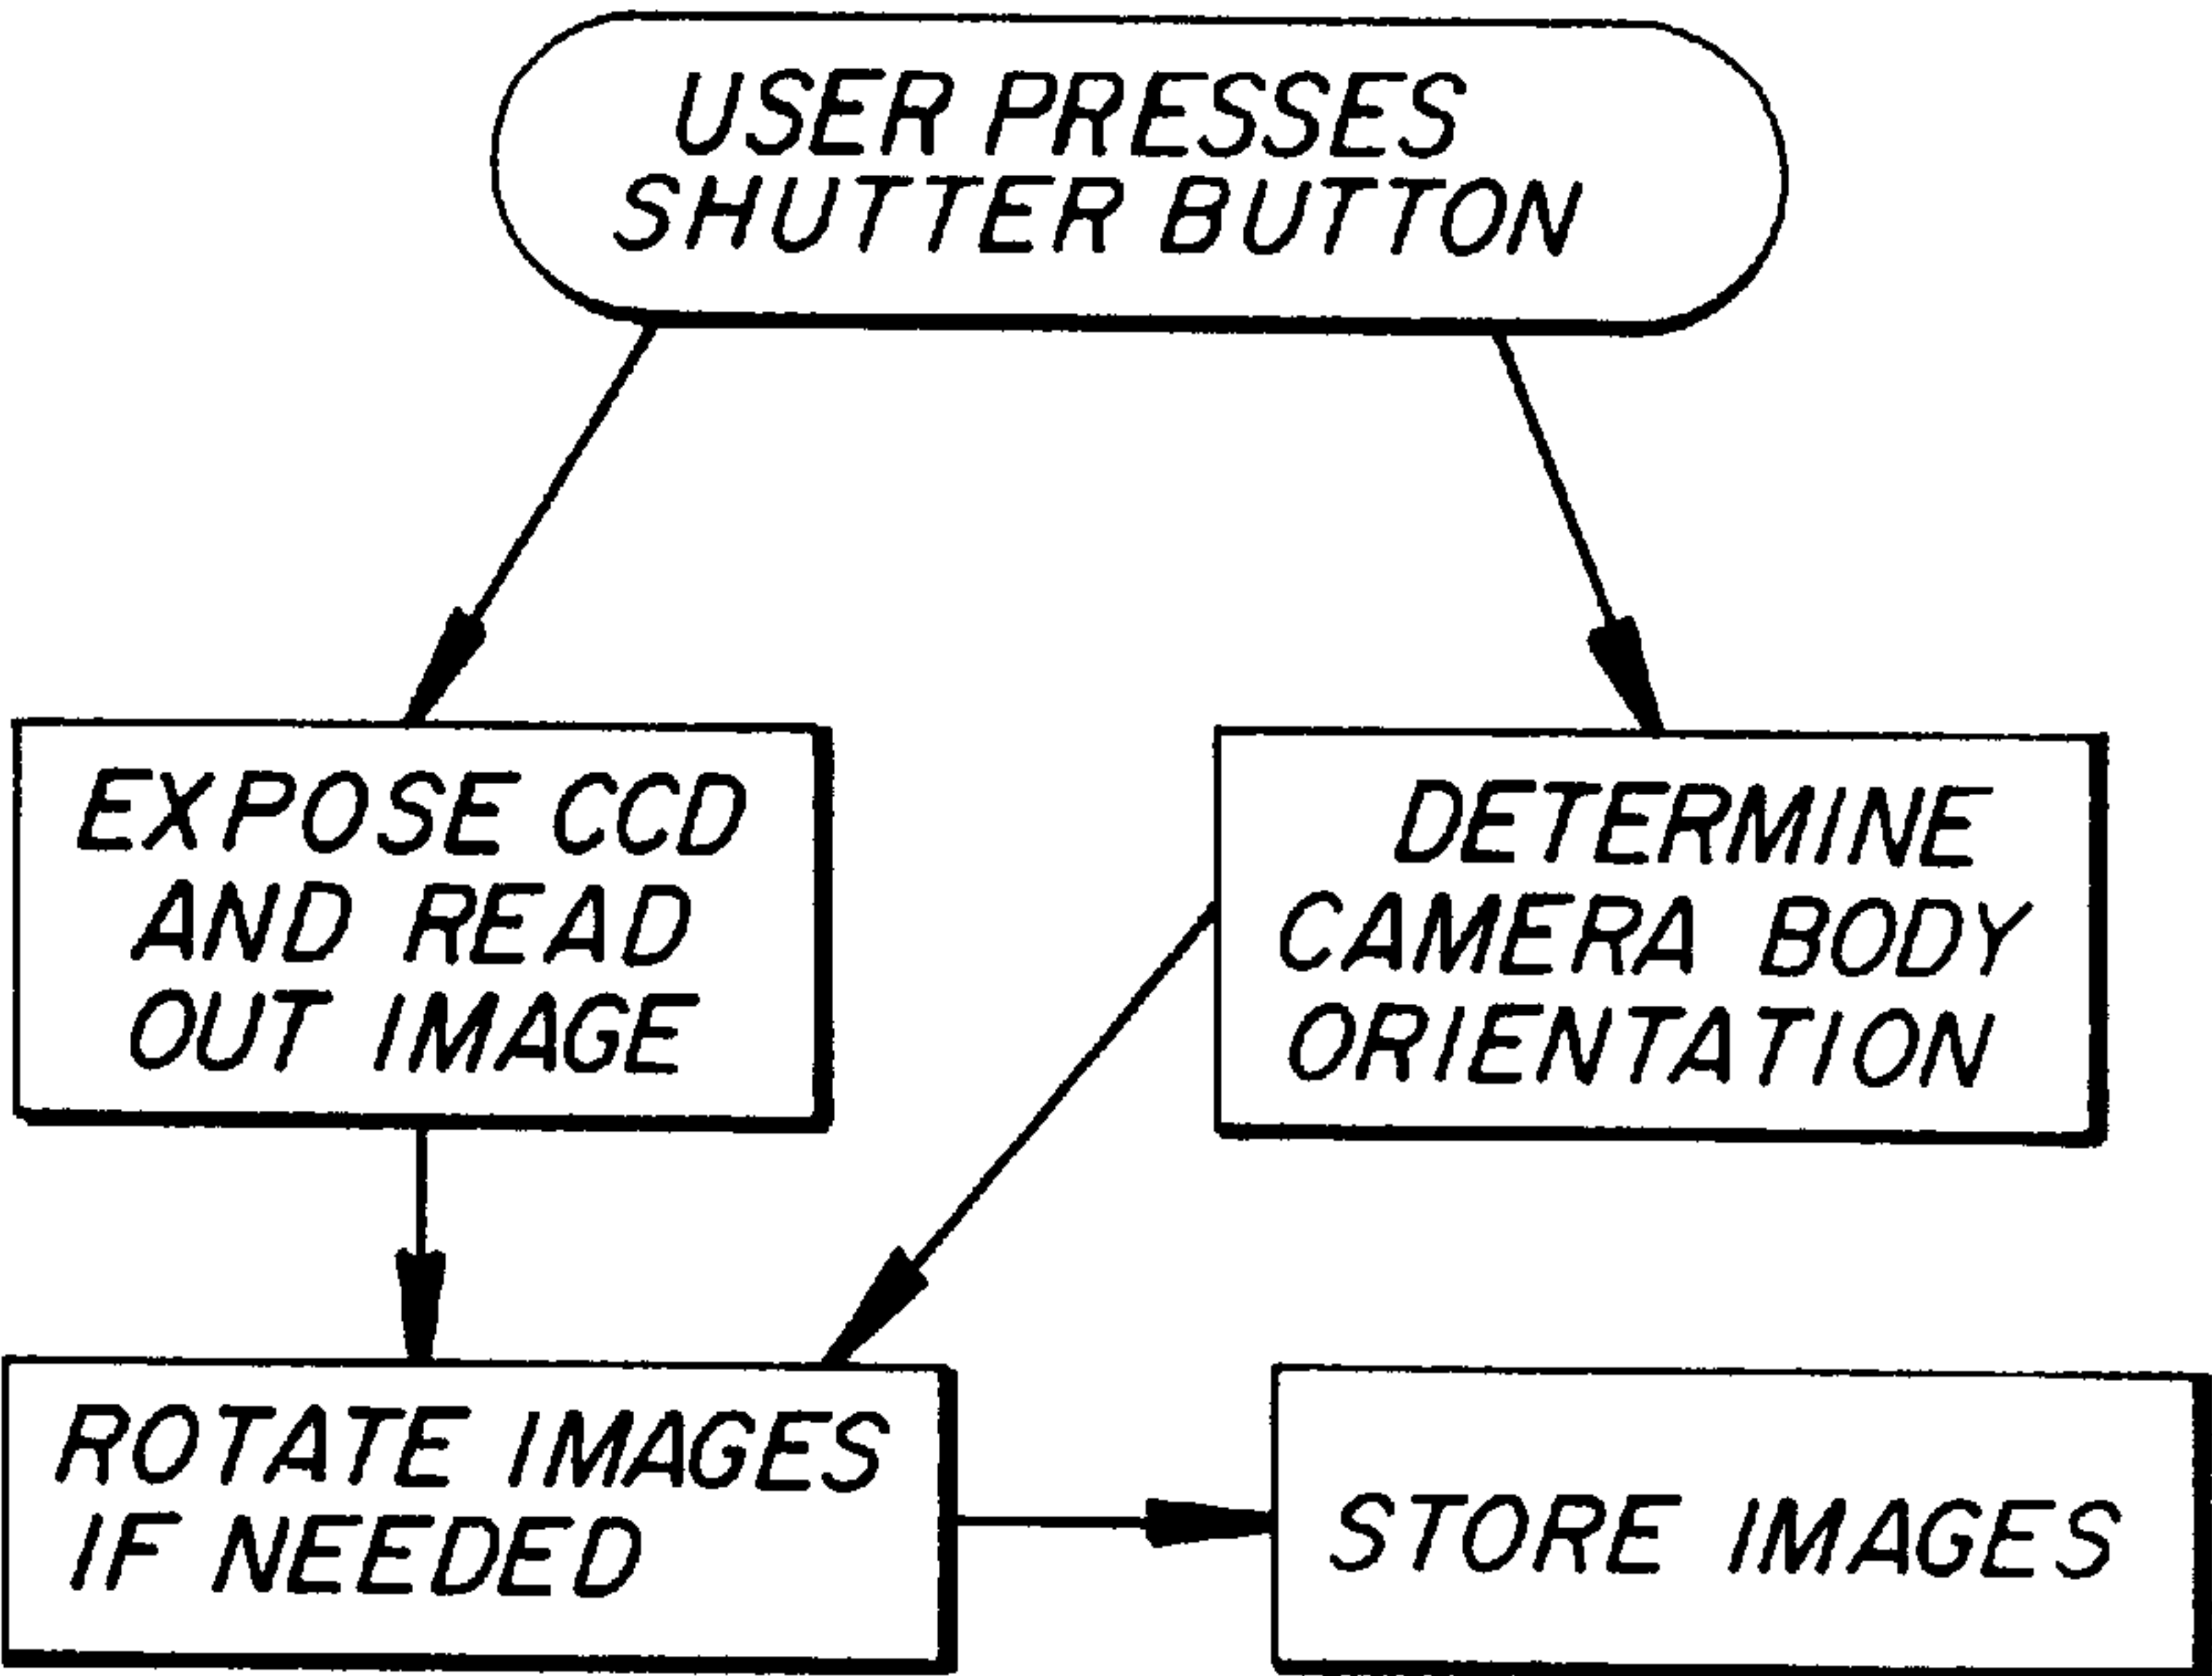 USER PRESSES
SHUTTER BUTTON
EXPOSE CCD
AND READ
OUT IMAGE
DETERMINE
CAMERA BODY
ORIENTATION
ROTATE IMAGES
IF NEEDED
STORE IMAGES